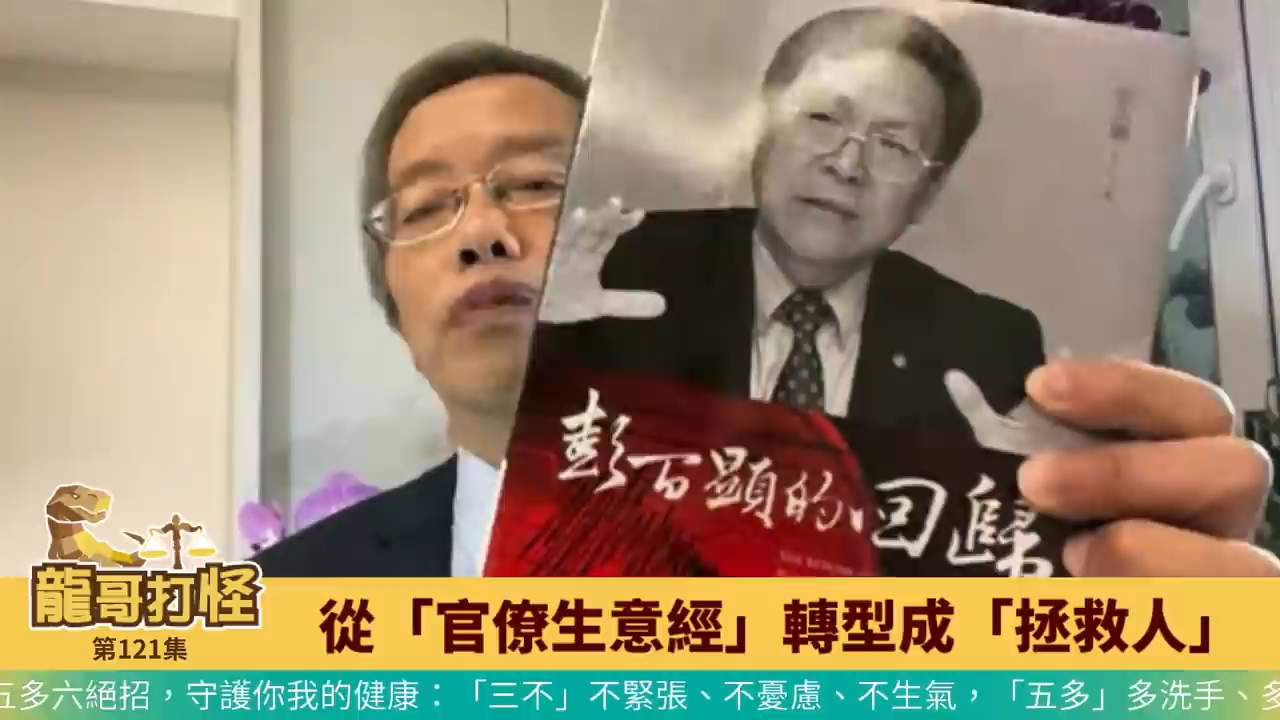 彭百顯的回歸
龍哥打怪
第121集
從「官僚生意經」轉型成「拯救人」
五多六絕招，守護你我的健康：「三不」不緊張、不憂慮、不生氣，「五多」多洗手、多